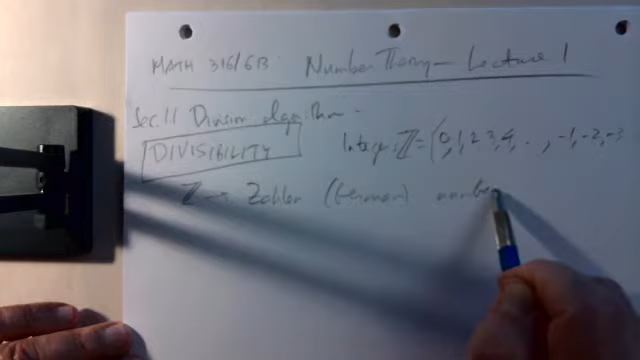 MATH 316/613 Number Theory - Lecture 1
Sec. 1.1 Division algorithm.
DIVISIBILITY
Integers ℤ = {0, 1, 2, 3, 4, . . , -1, -2, -3
ℤ → Zahlen (German) number